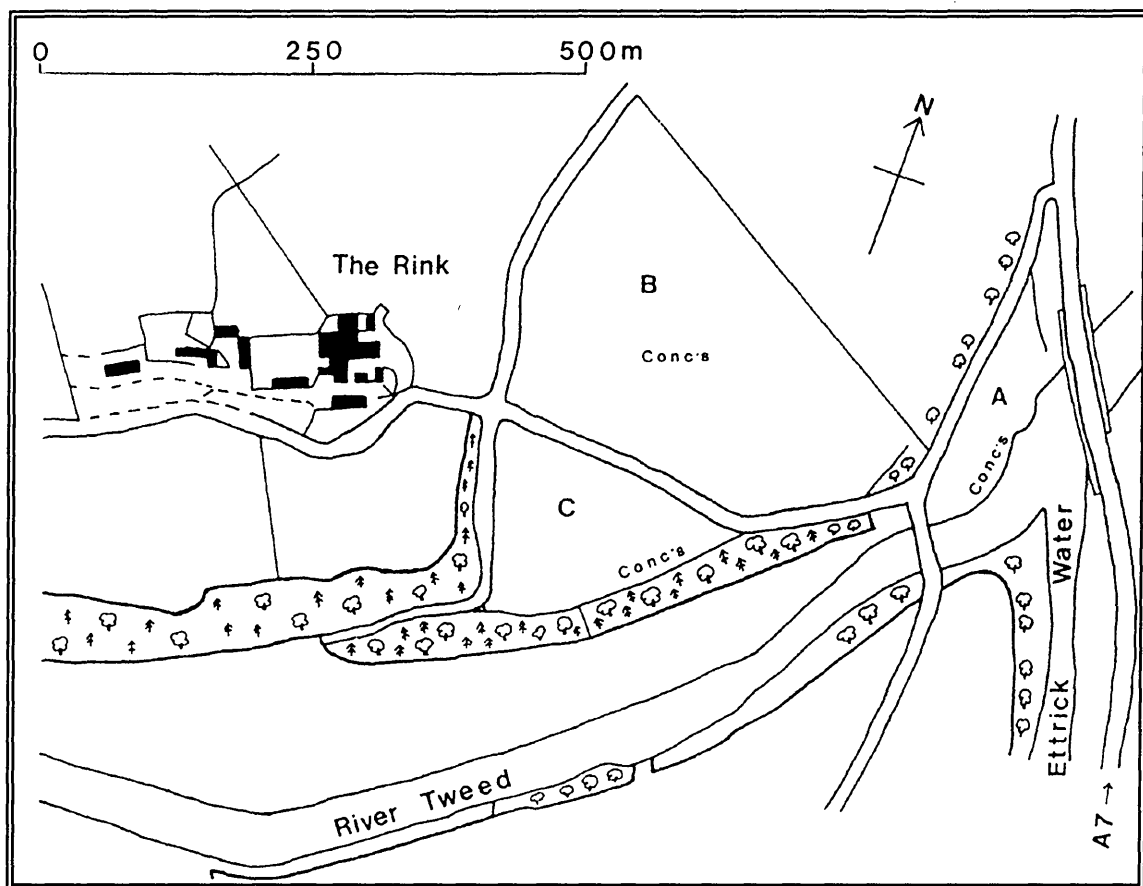 0 250 500m
N
The Rink
B
Conc's
A
Conc's
C
Conc's
Ettrick Water
River Tweed
A7 →